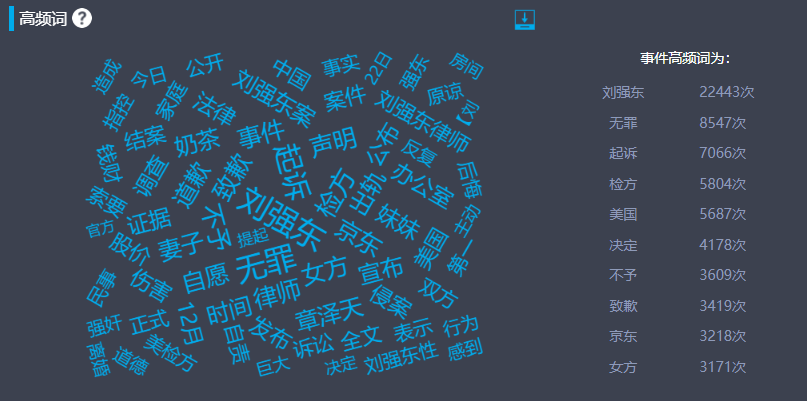 高频词 ?
事件高频词为：
刘强东 22443次
无罪 8547次
起诉 7066次
检方 5804次
美国 5687次
决定 4178次
不予 3609次
致歉 3419次
京东 3218次
女方 3171次
造成
今日
公开
中国
事实
22日
强东
房间
指控
家庭
法律
刘强东案
案件
刘强东律师
原谅
结案
奶茶
事件
声明
公布
反复
钱财
调查
道歉
致歉
起诉
检方
出轨
办公室
后悔
索要
官方
证据
不予
刘强东
提起
京东
妹妹
美国
第一
股价
妻子
自愿
无罪
女方
宣布
民事
伤害
12月
时间
律师
章泽天
侵案
双方
强奸
正式
美检方
自责
发布
诉讼
全文
表示
行为
离婚
道德
巨大
决定
刘强东性
感到